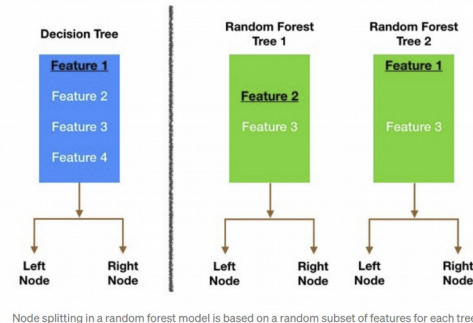 Decision Tree
Feature 1
Feature 2
Feature 3
Feature 4
Left Node
Right Node
Random Forest
Tree 1
Feature 2
Feature 3
Left Node
Right Node
Random Forest
Tree 2
Feature 1
Feature 3
Left Node
Right Node
Node splitting in a random forest model is based on a random subset of features for each tree